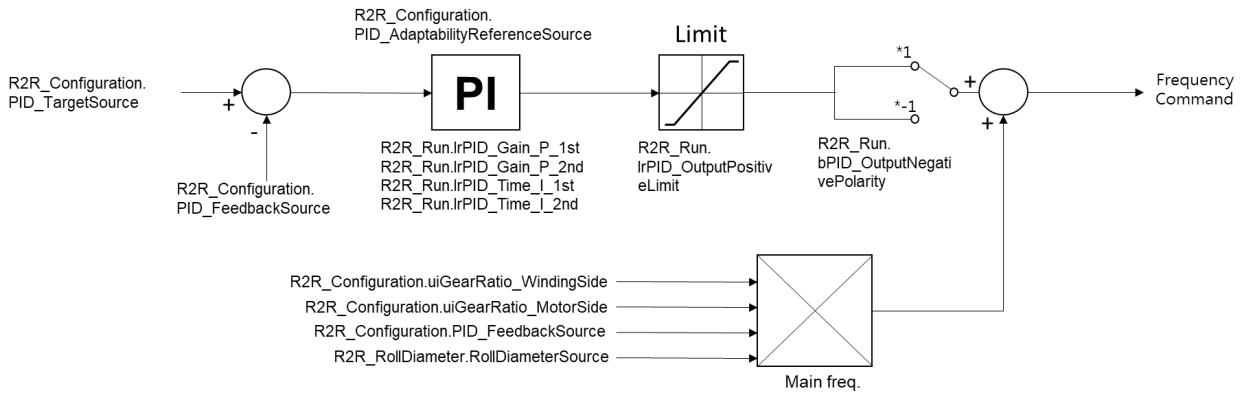 R2R_Configuration.
PID_AdaptabilityReferenceSource
Limit
R2R_Configuration.
PID_TargetSource
+
-
PI
*1
*-1
+
+
Frequency
Command
R2R_Configuration.
PID_FeedbackSource
R2R_Run.lrPID_Gain_P_1st
R2R_Run.lrPID_Gain_P_2nd
R2R_Run.lrPID_Time_I_1st
R2R_Run.lrPID_Time_I_2nd
R2R_Run.
lrPID_OutputPositiv
eLimit
R2R_Run.
bPID_OutputNegati
vePolarity
R2R_Configuration.uiGearRatio_WindingSide
R2R_Configuration.uiGearRatio_MotorSide
R2R_Configuration.PID_FeedbackSource
R2R_RollDiameter.RollDiameterSource
Main freq.